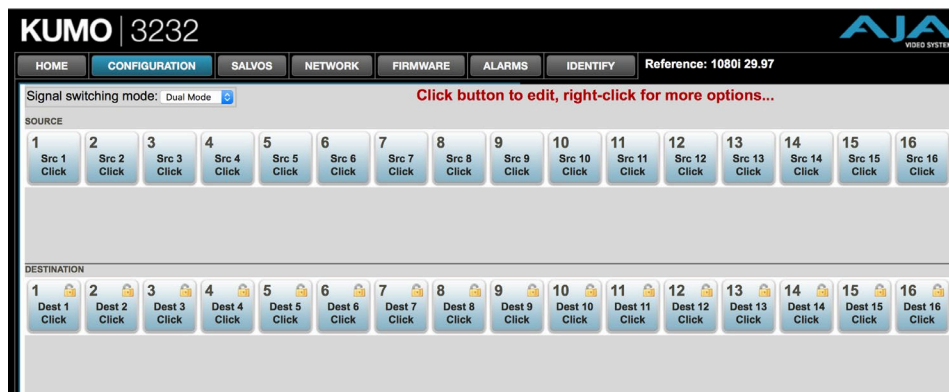 KUMO | 3232
AJA
VIDEO SYSTEM
HOME CONFIGURATION SALVOS NETWORK FIRMWARE ALARMS IDENTIFY Reference: 1080i 29.97
Signal switching mode: Dual Mode Click button to edit, right-click for more options...
SOURCE
1 2 3 4 5 6 7 8 9 10 11 12 13 14 15 16
Src 1 Src 2 Src 3 Src 4 Src 5 Src 6 Src 7 Src 8 Src 9 Src 10 Src 11 Src 12 Src 13 Src 14 Src 15 Src 16
Click Click Click Click Click Click Click Click Click Click Click Click Click Click Click Click
DESTINATION
1 2 3 4 5 6 7 8 9 10 11 12 13 14 15 16
Dest 1 Dest 2 Dest 3 Dest 4 Dest 5 Dest 6 Dest 7 Dest 8 Dest 9 Dest 10 Dest 11 Dest 12 Dest 13 Dest 14 Dest 15 Dest 16
Click Click Click Click Click Click Click Click Click Click Click Click Click Click Click Click